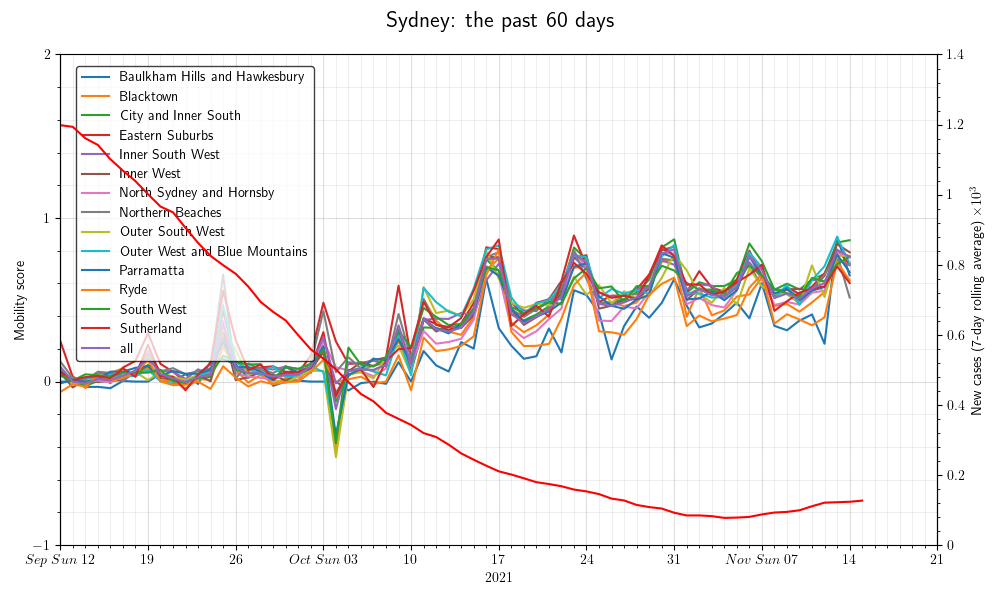 Sydney: the past 60 days
2
1
0
−1
Mobility score
Baulkham Hills and Hawkesbury
Blacktown
City and Inner South
Eastern Suburbs
Inner South West
Inner West
North Sydney and Hornsby
Northern Beaches
Outer South West
Outer West and Blue Mountains
Parramatta
Ryde
South West
Sutherland
all
1.4
1.2
1
0.8
0.6
0.4
0.2
0
New cases (7-day rolling average) ×10³
Sep Sun 12 19 26 Oct Sun 03 10 17 24 31 Nov Sun 07 14 21
2021